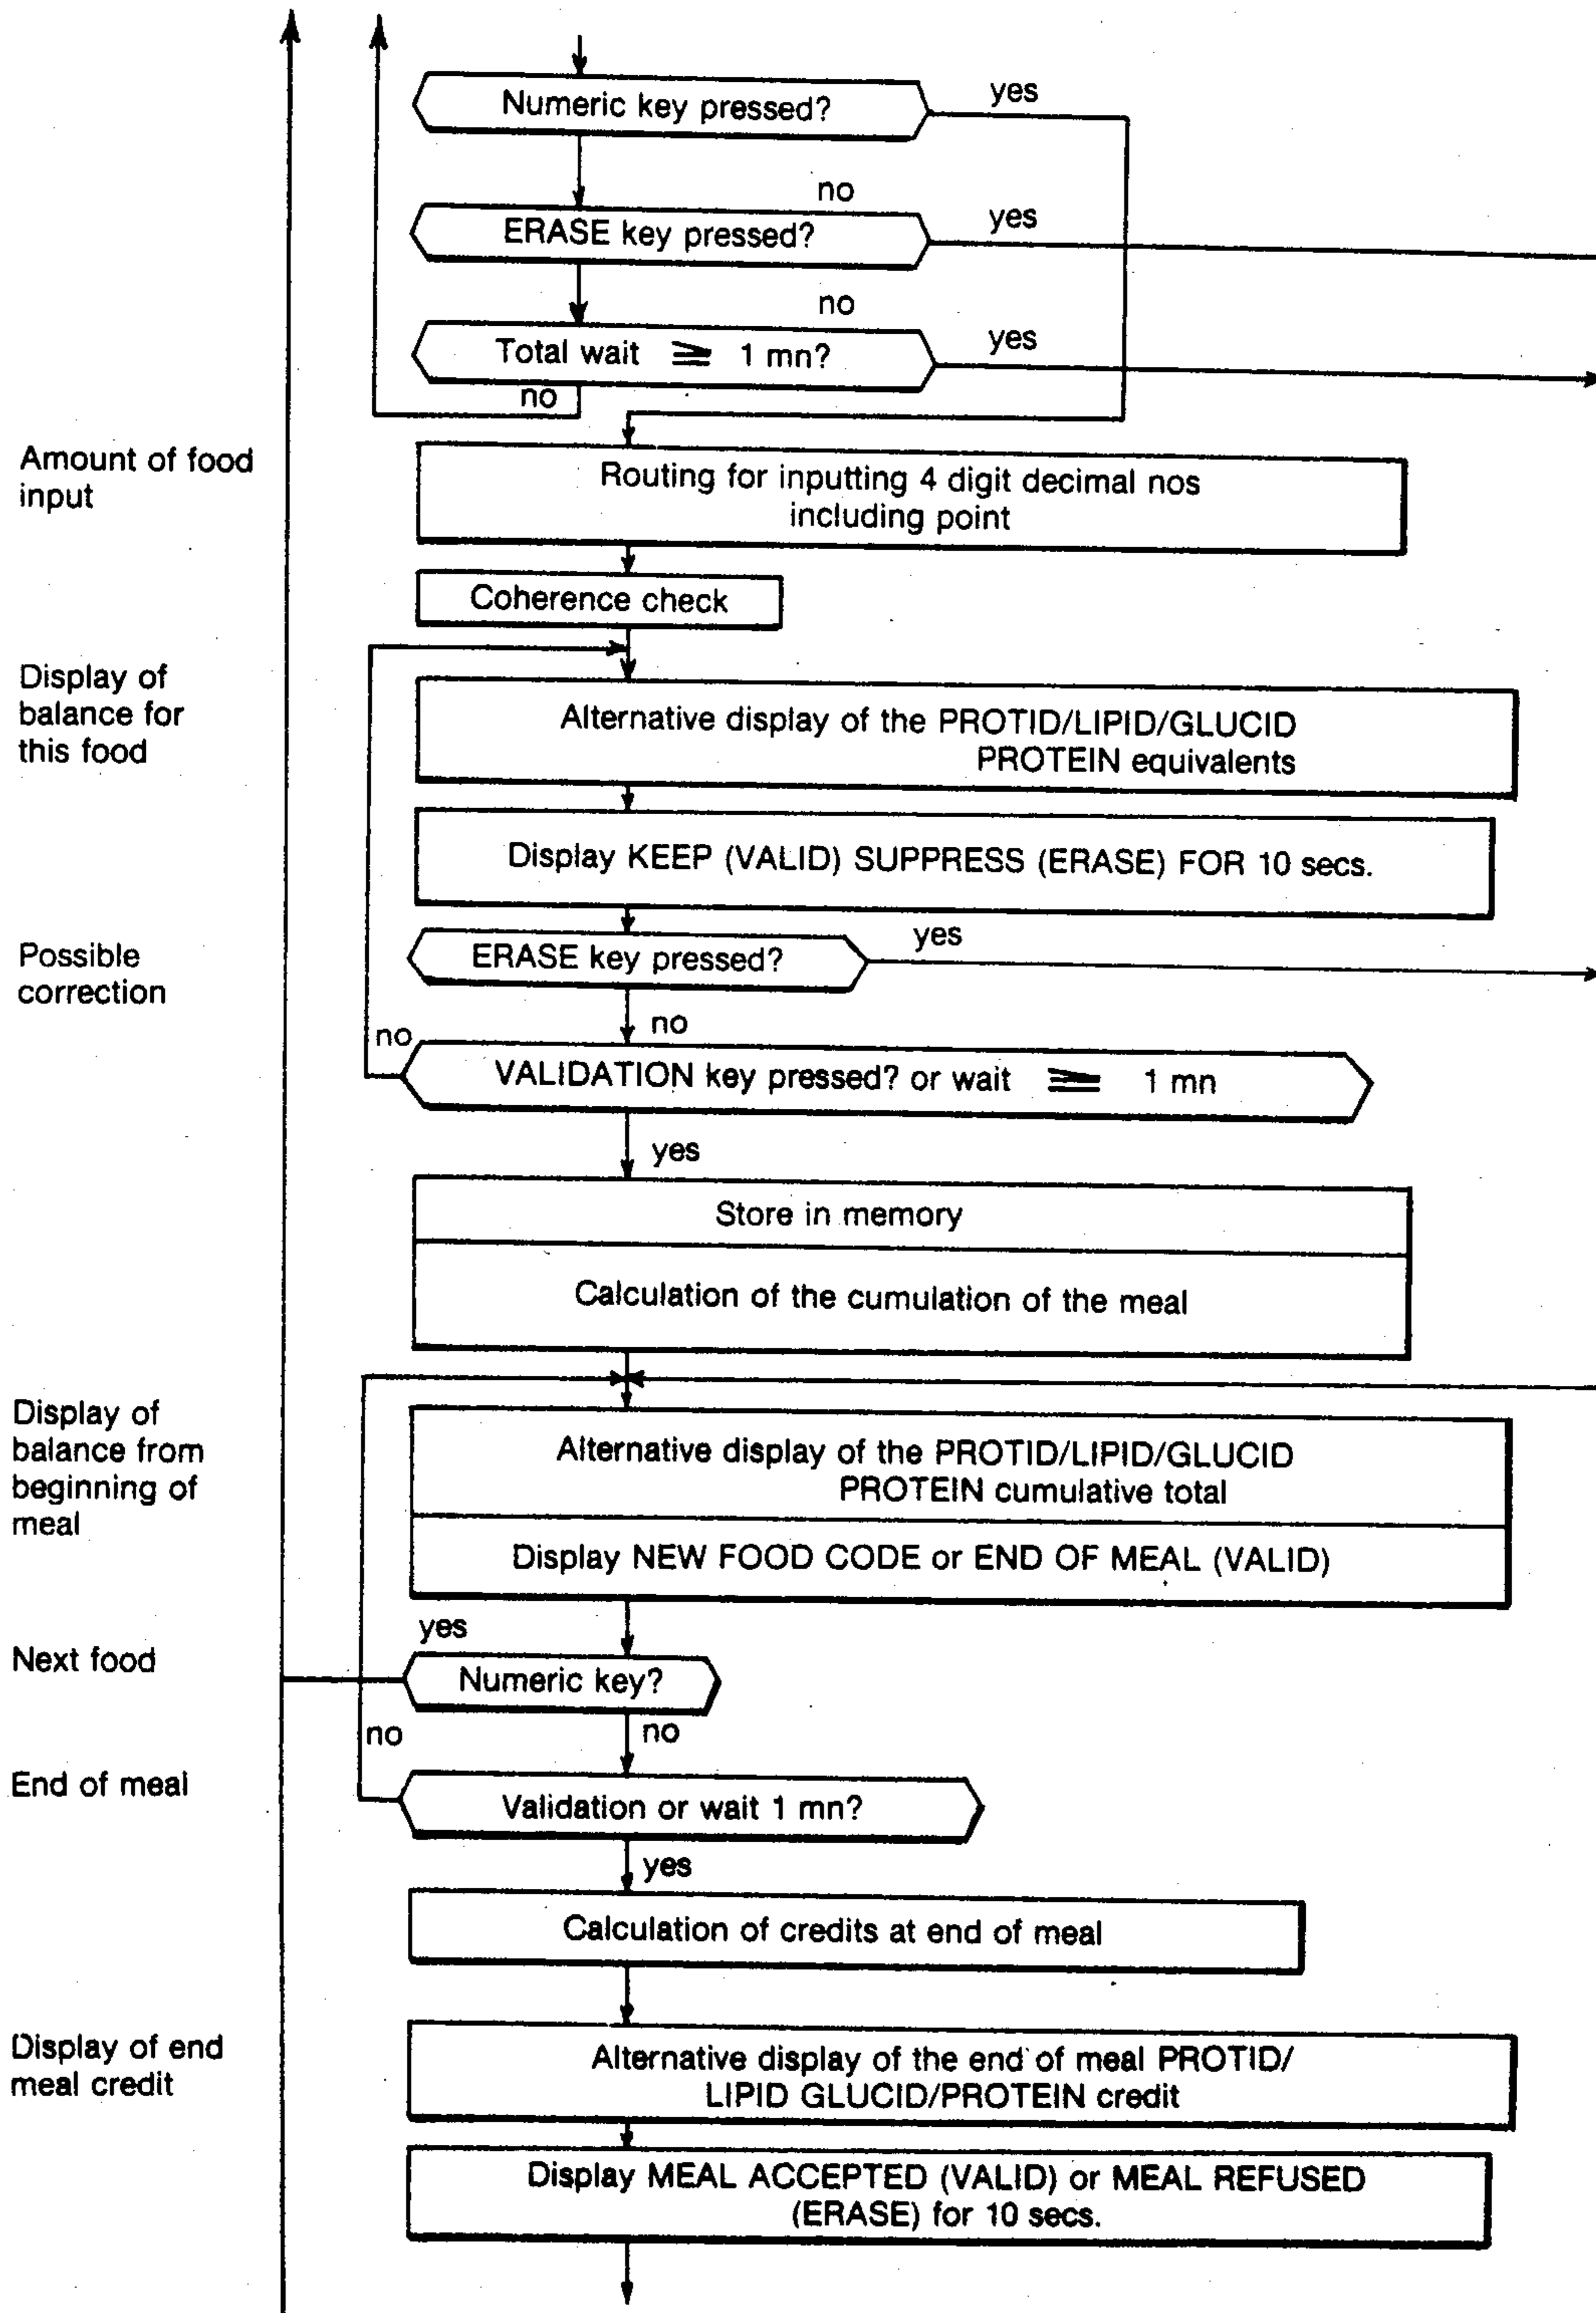 Numeric key pressed?
yes
no
ERASE key pressed?
yes
no
Total wait ≧ 1 mn?
yes
no
Amount of food
input
Routing for inputting 4 digit decimal nos
including point
Coherence check
Display of
balance for
this food
Alternative display of the PROTID/LIPID/GLUCID
PROTEIN equivalents
Display KEEP (VALID) SUPPRESS (ERASE) FOR 10 secs.
Possible
correction
ERASE key pressed?
yes
no
no
VALIDATION key pressed? or wait ≧ 1 mn
yes
Store in memory
Calculation of the cumulation of the meal
Display of
balance from
beginning of
meal
Alternative display of the PROTID/LIPID/GLUCID
PROTEIN cumulative total
Display NEW FOOD CODE or END OF MEAL (VALID)
yes
Next food
Numeric key?
no
no
End of meal
Validation or wait 1 mn?
yes
Calculation of credits at end of meal
Display of end
meal credit
Alternative display of the end of meal PROTID/
LIPID GLUCID/PROTEIN credit
Display MEAL ACCEPTED (VALID) or MEAL REFUSED
(ERASE) for 10 secs.